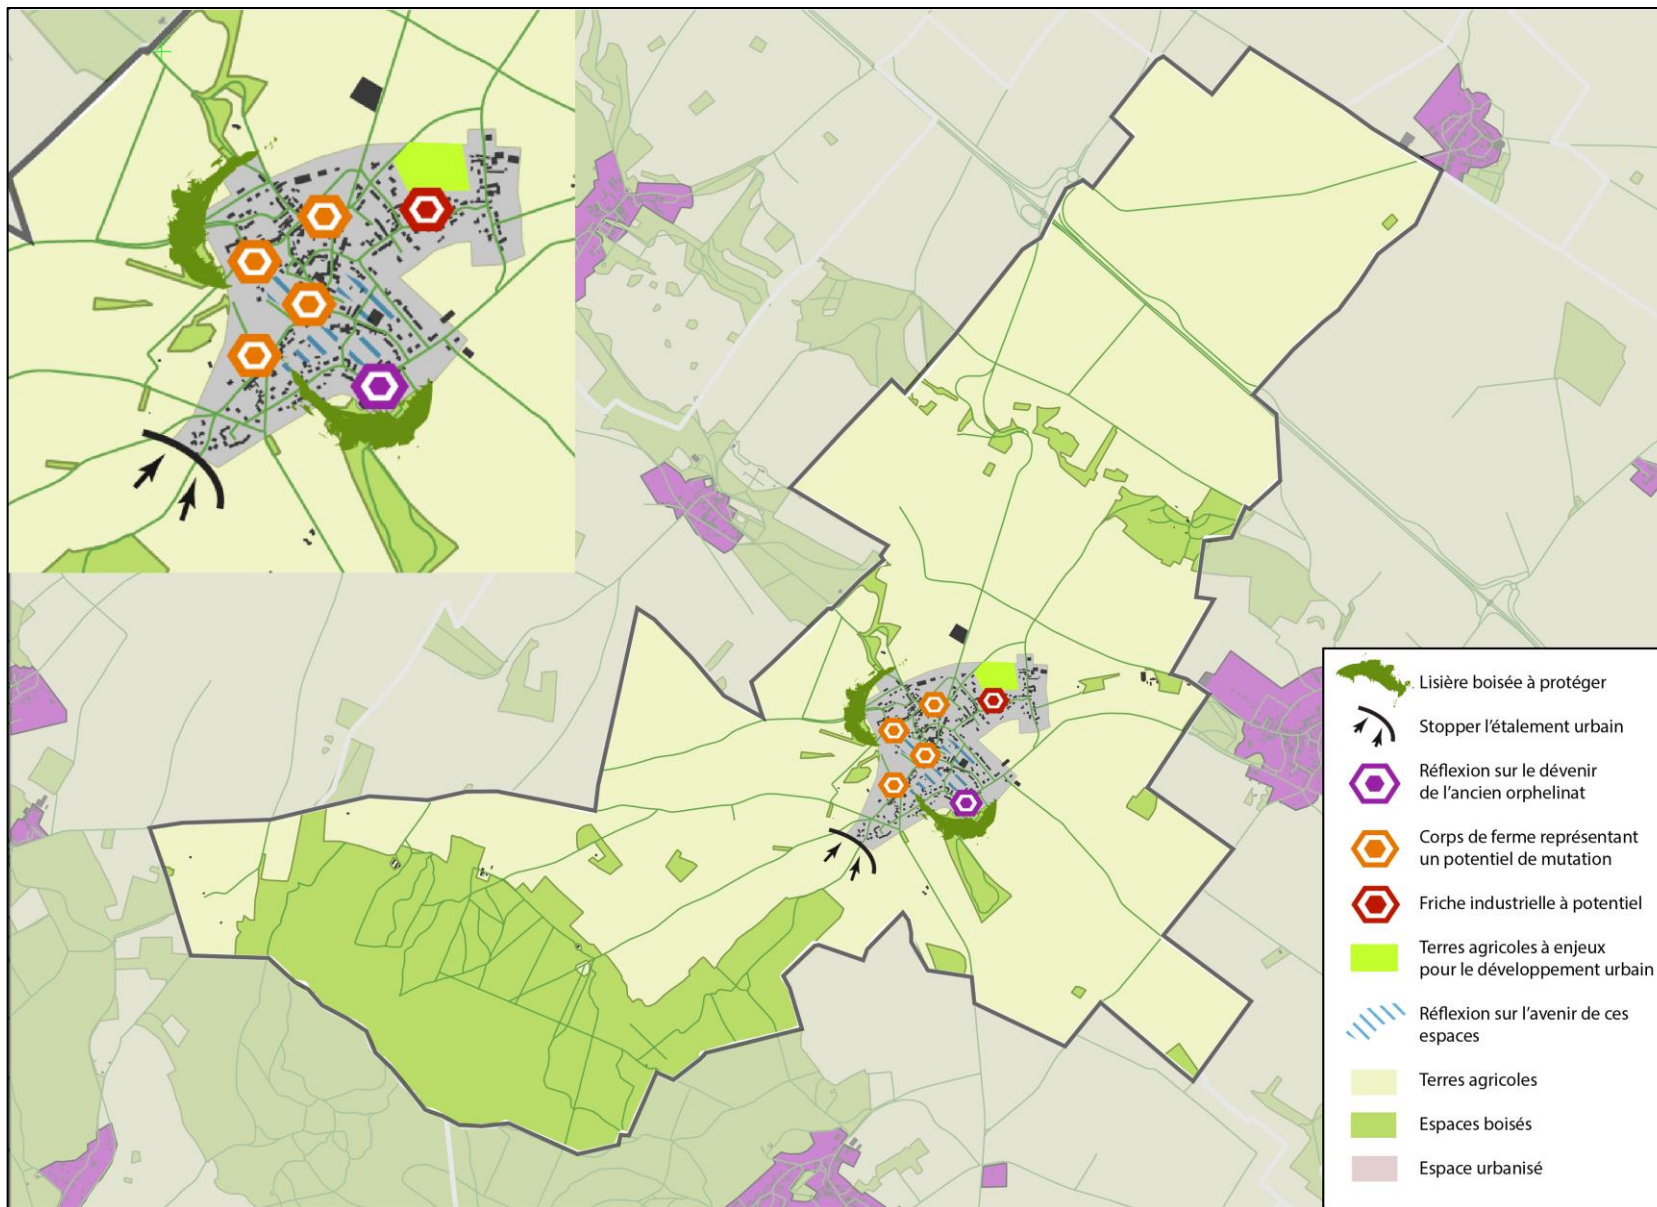 Lisière boisée à protéger
Stopper l'étalement urbain
Réflexion sur le dévenir
de l'ancien orphelinat
Corps de ferme représentant
un potentiel de mutation
Friche industrielle à potentiel
Terres agricoles à enjeux
pour le développement urbain
Réflexion sur l'avenir de ces
espaces
Terres agricoles
Espaces boisés
Espace urbanisé